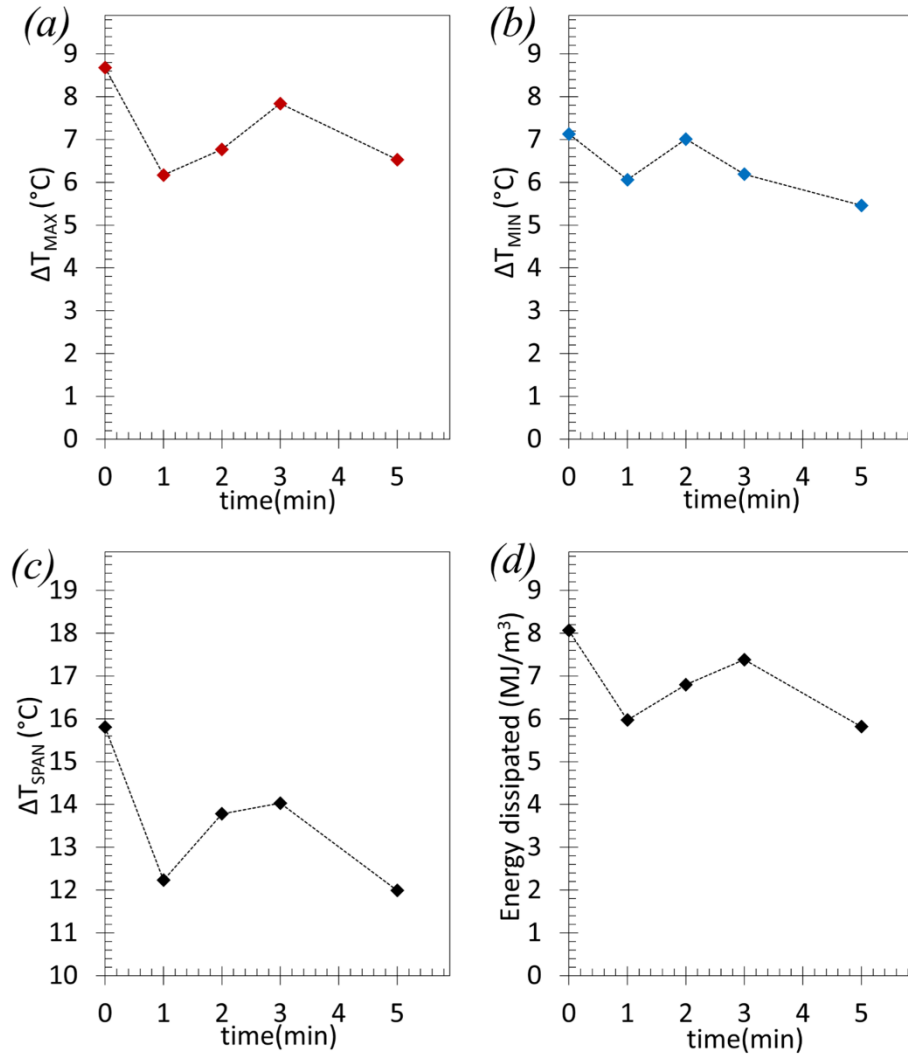 (a)
ΔT_MAX (°C)
9
8
7
6
5
4
3
2
1
0
0 1 2 3 4 5
time(min)
(b)
ΔT_MIN (°C)
9
8
7
6
5
4
3
2
1
0
0 1 2 3 4 5
time(min)
(c)
ΔT_SPAN (°C)
19
18
17
16
15
14
13
12
11
10
0 1 2 3 4 5
time(min)
(d)
Energy dissipated (MJ/m³)
9
8
7
6
5
4
3
2
1
0
0 1 2 3 4 5
time(min)